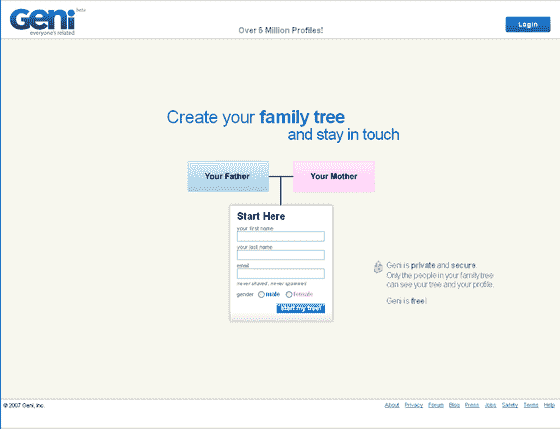 Geni beta
everyone's related
Over 5 Million Profiles!
Login
Create your family tree
and stay in touch
Your Father
Your Mother
Start Here
your first name
your last name
email
never shared, never spammed
gender male female
Start my tree!
Geni is private and secure.
Only the people in your family tree
can see your tree and your profile.
Geni is free!
© 2007 Geni, Inc.
About Privacy Forum Blog Press Jobs Safety Terms Help